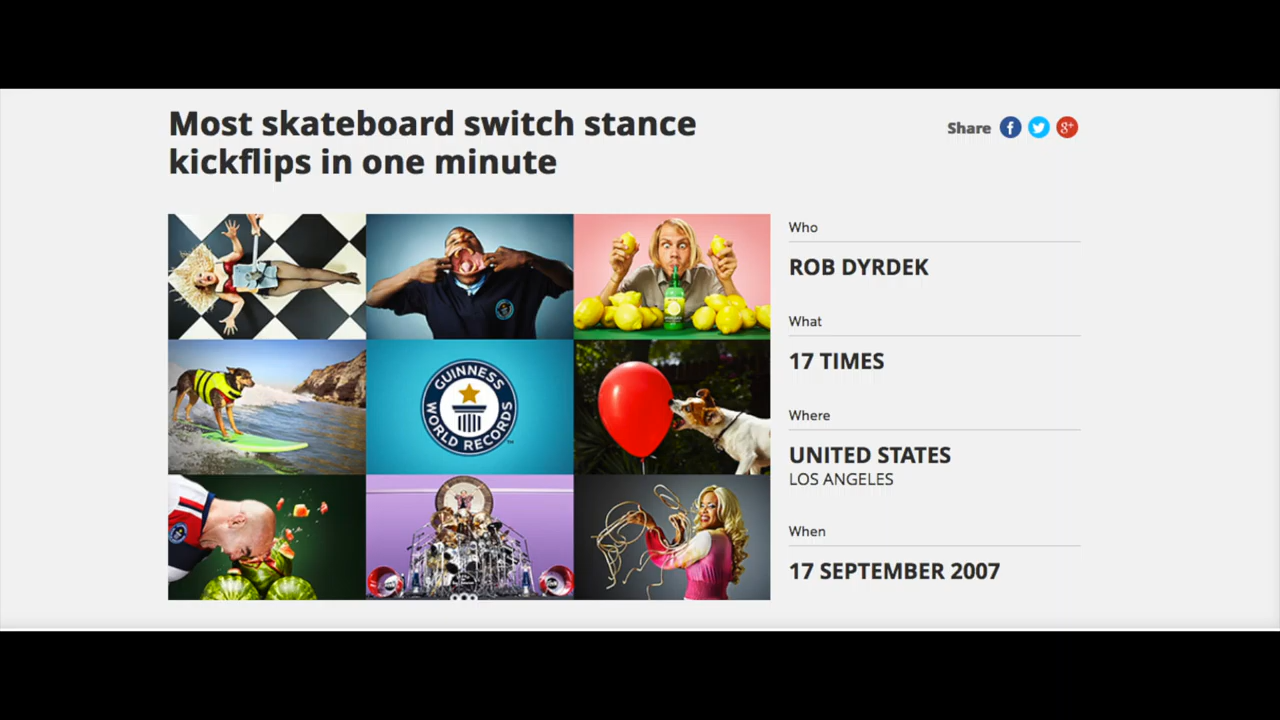 Most skateboard switch stance
kickflips in one minute
Share
Who
ROB DYRDEK
What
17 TIMES
Where
UNITED STATES
LOS ANGELES
When
17 SEPTEMBER 2007
GUINNESS
WORLD RECORDS